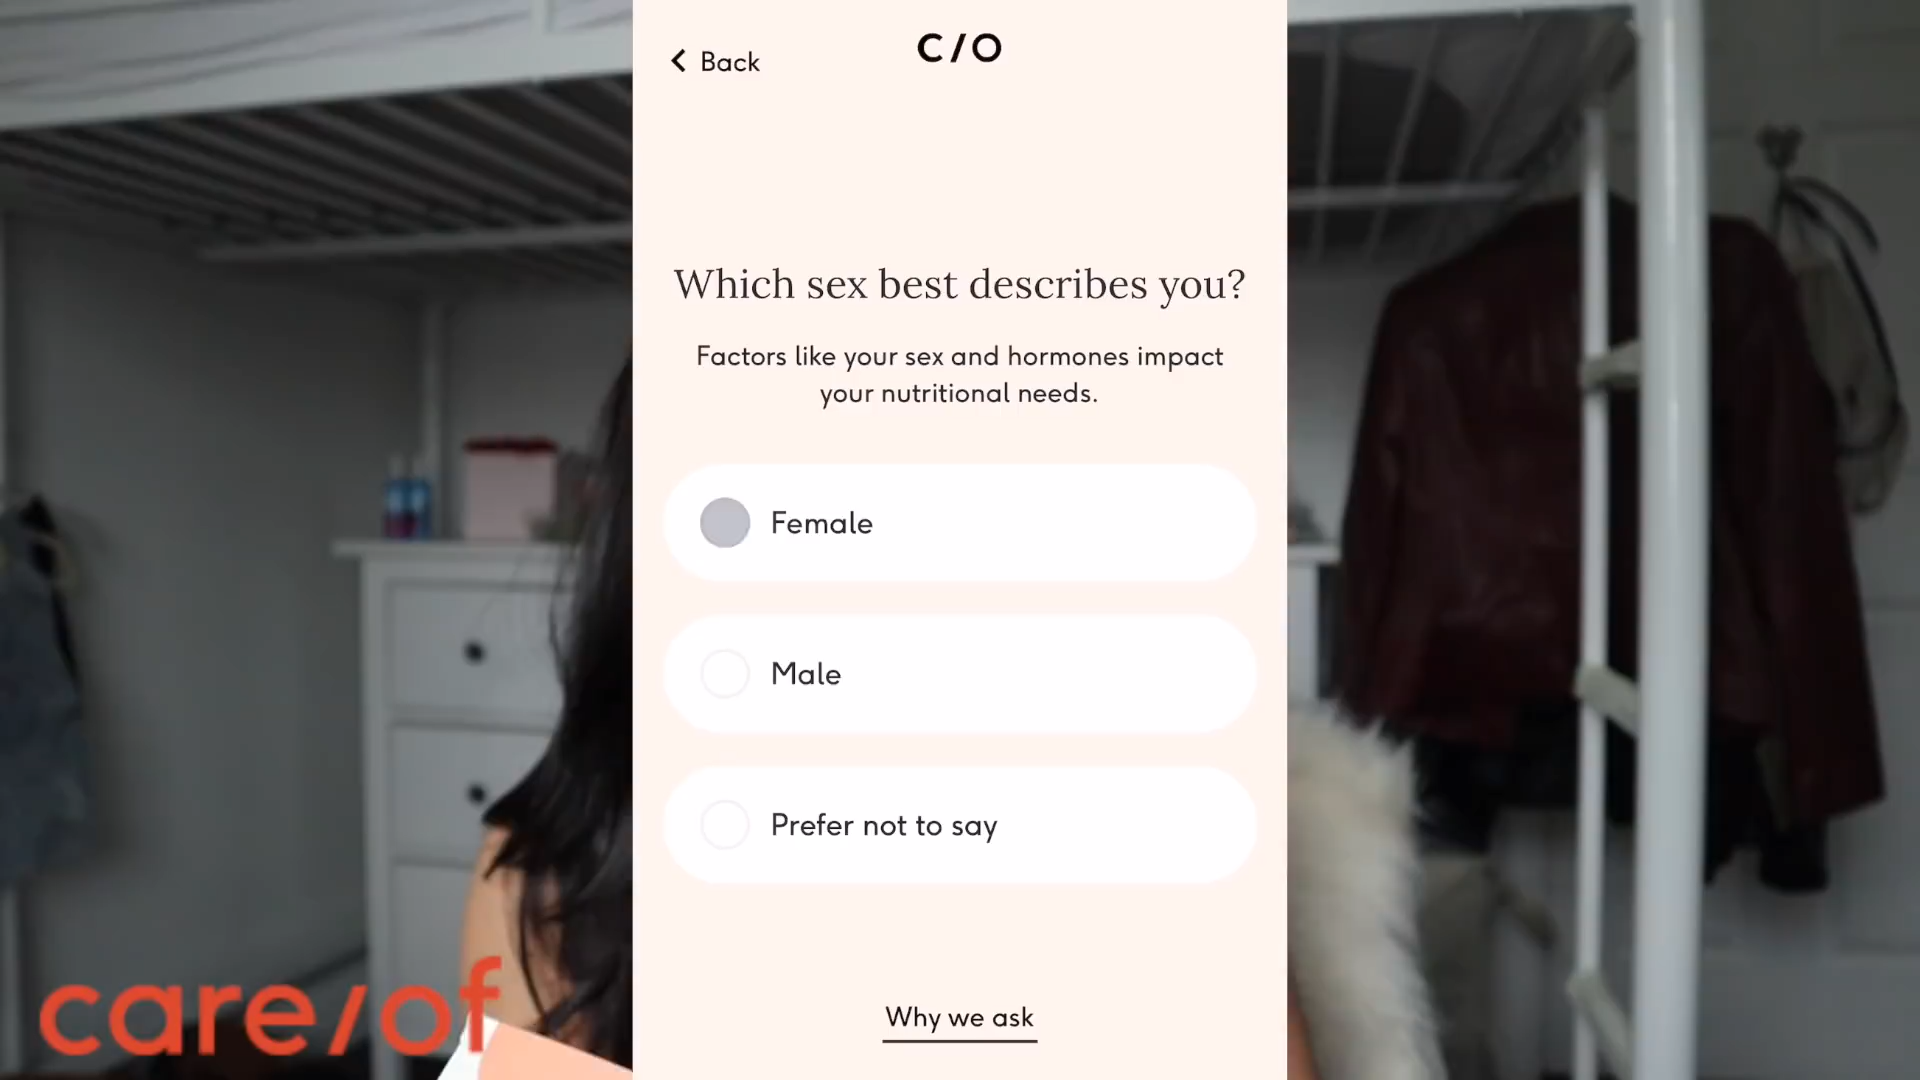 C/O
Back
Which sex best describes you?
Factors like your sex and hormones impact
your nutritional needs.
Female
Male
Prefer not to say
Why we ask
care/of